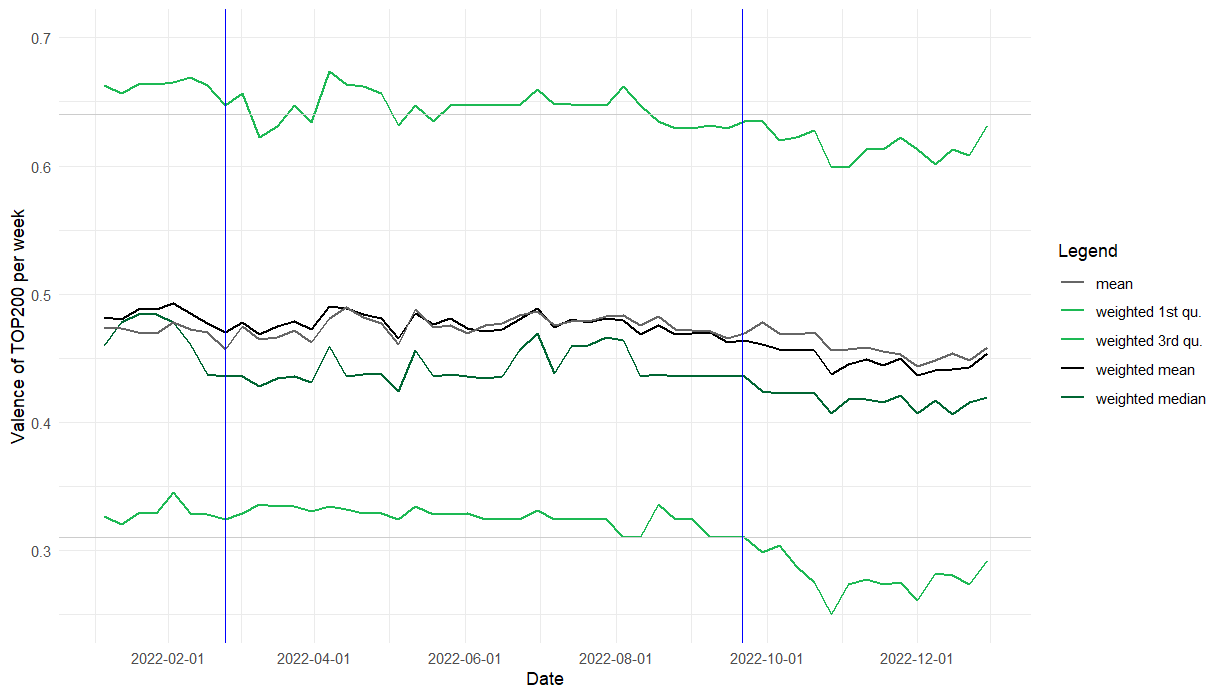 0.7
0.6
0.5
0.4
0.3
Valence of TOP200 per week
2022-02-01 2022-04-01 2022-06-01 2022-08-01 2022-10-01 2022-12-01
Date
Legend
mean
weighted 1st qu.
weighted 3rd qu.
weighted mean
weighted median